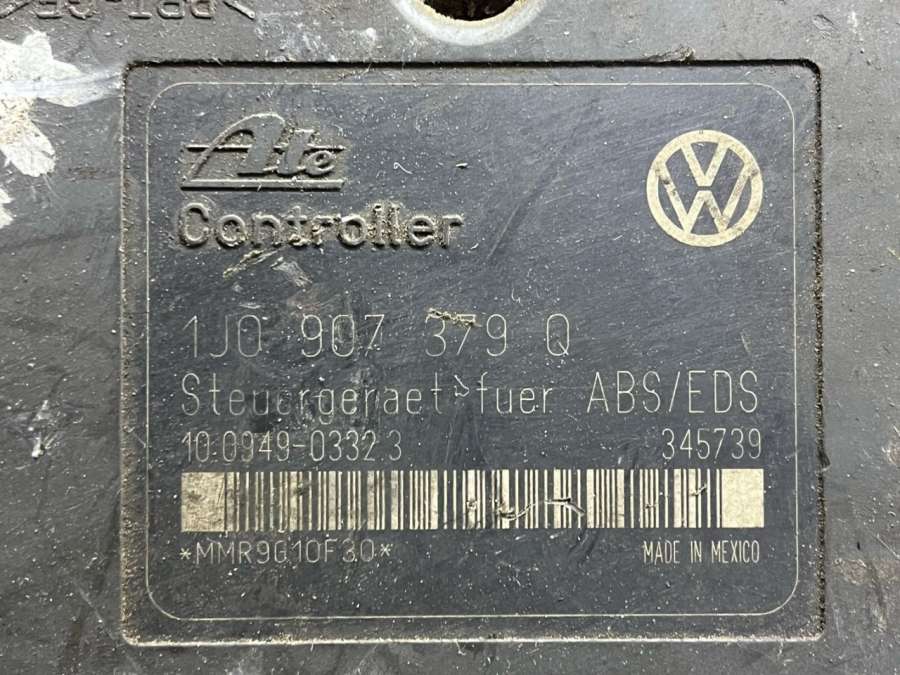 Ate
Controller
1J0 907 379 Q
Steuergeraet fuer ABS/EDS
10.0949-0332.3 345739
*MMR9G10F30*
MADE IN MEXICO